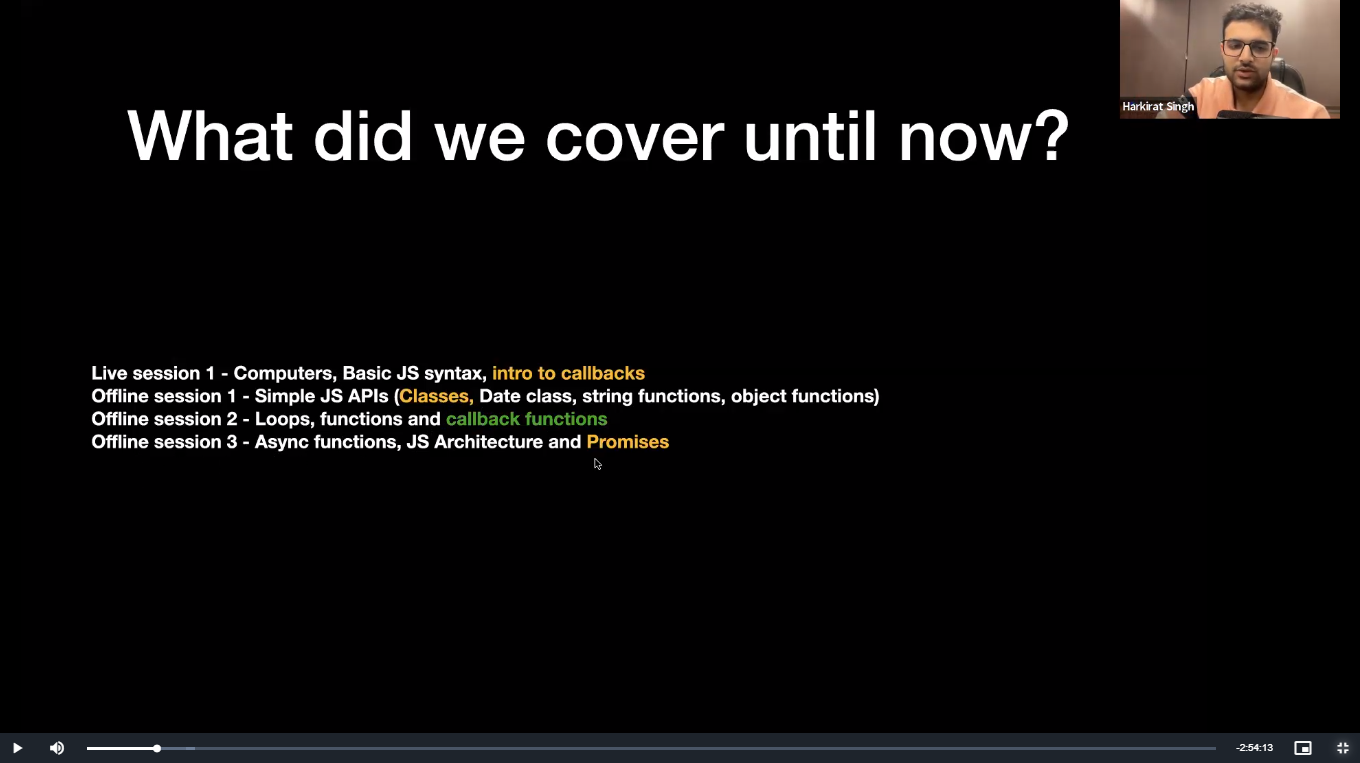 Harkirat Singh
What did we cover until now?
Live session 1 - Computers, Basic JS syntax, intro to callbacks
Offline session 1 - Simple JS APIs (Classes, Date class, string functions, object functions)
Offline session 2 - Loops, functions and callback functions
Offline session 3 - Async functions, JS Architecture and Promises
-2:54:13